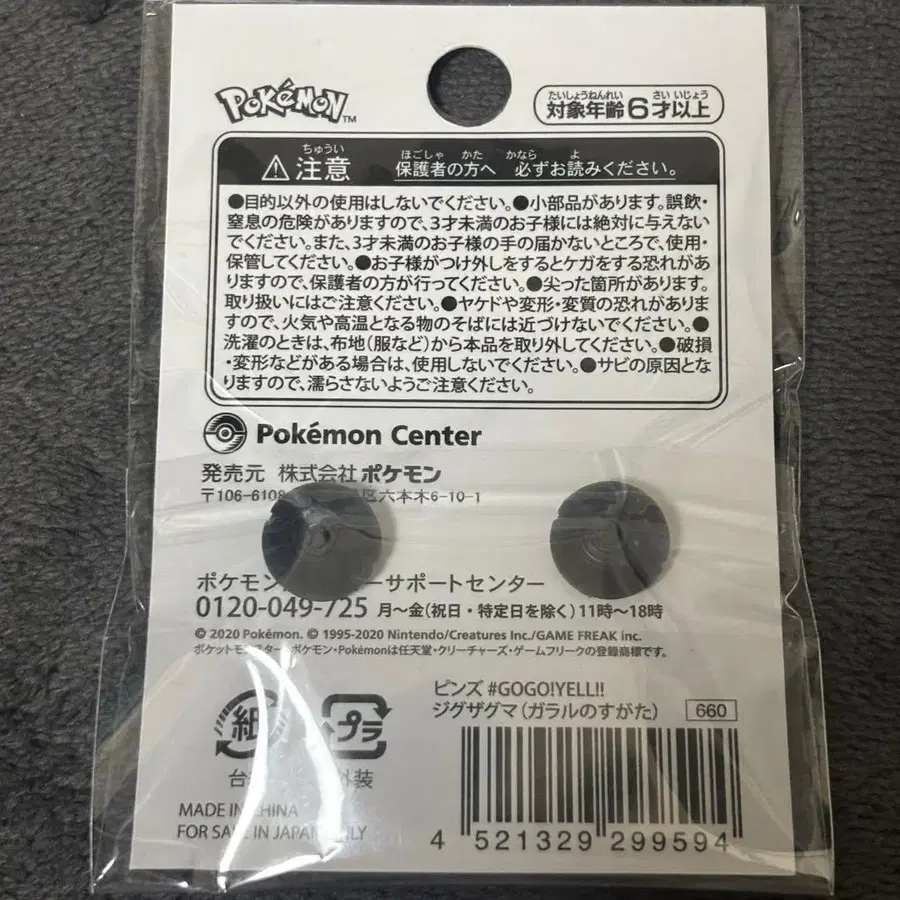 Pokémon™
たいしょうねんれい さい いじょう
対象年齢6才以上
ちゅうい
⚠注意
ほごしゃ かた かなら よ
保護者の方へ 必ずお読みください。
●目的以外の使用はしないでください。●小部品があります。誤飲・
窒息の危険がありますので、3才未満のお子様には絶対に与えない
でください。また、3才未満のお子様の手の届かないところで、使用・
保管してください。●お子様がつけ外しをするとケガをする恐れがあ
りますので、保護者の方が行ってください。●尖った箇所があります。
取り扱いにはご注意ください。●ヤケドや変形・変質の恐れがありま
すので、火気や高温となる物のそばには近づけないでください。●
洗濯のときは、布地(服など)から本品を取り外してください。●破損
・変形などがある場合は、使用しないでください。●サビの原因とな
りますので、濡らさないようご注意ください。
Pokémon Center
発売元 株式会社ポケモン
〒106-6108 区六本木6-10-1
ポケモン ーサポートセンター
0120-049-725 月〜金(祝日・特定日を除く)11時〜18時
© 2020 Pokémon. © 1995-2020 Nintendo/Creatures Inc./GAME FREAK inc.
ポケットモンスター・ポケモン・Pokémonは任天堂・クリーチャーズ・ゲームフリークの登録商標です。
ピンズ #GOGO!YELL!!
ジグザグマ(ガラルのすがた) 660
紙 プラ
台 外装
MADE IN CHINA
FOR SALE IN JAPAN ONLY
4 521329 299594